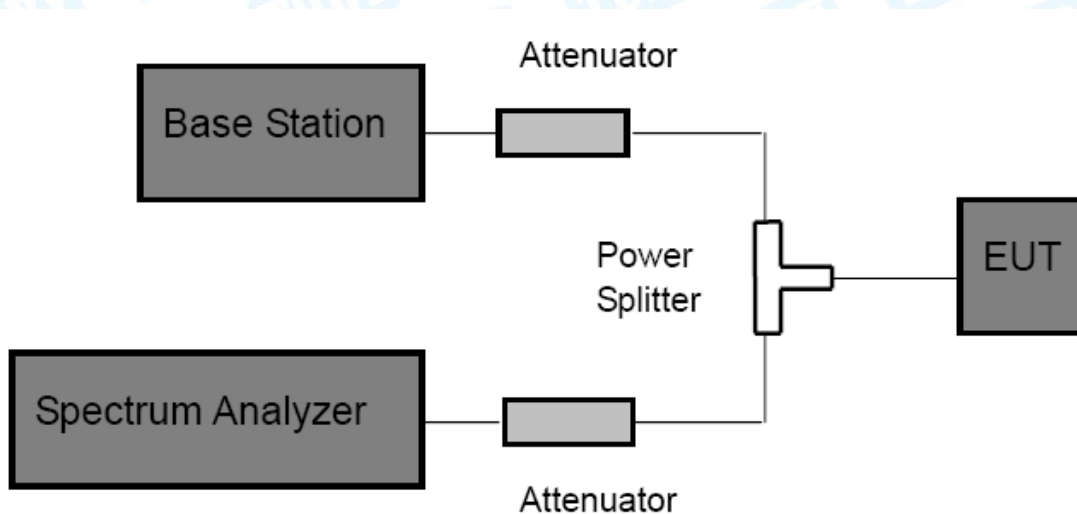 Attenuator
Base Station
Power
Splitter
EUT
Spectrum Analyzer
Attenuator